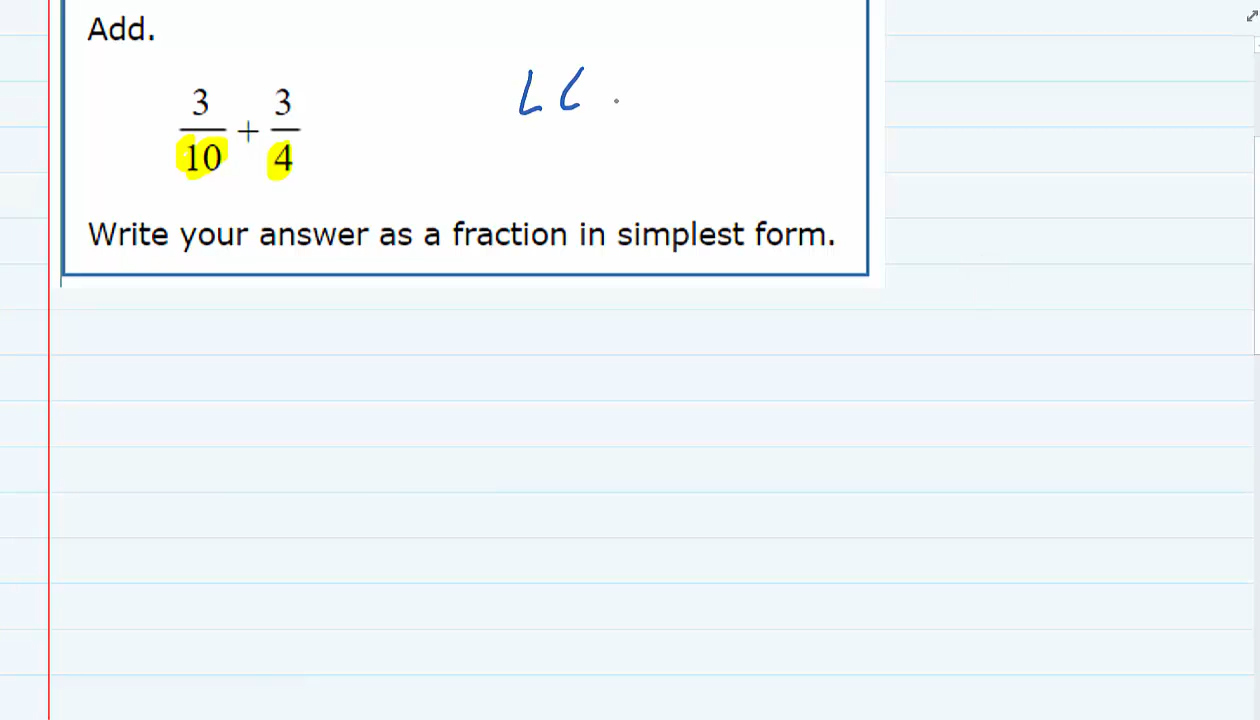 Add.
3/10 + 3/4
LC
Write your answer as a fraction in simplest form.